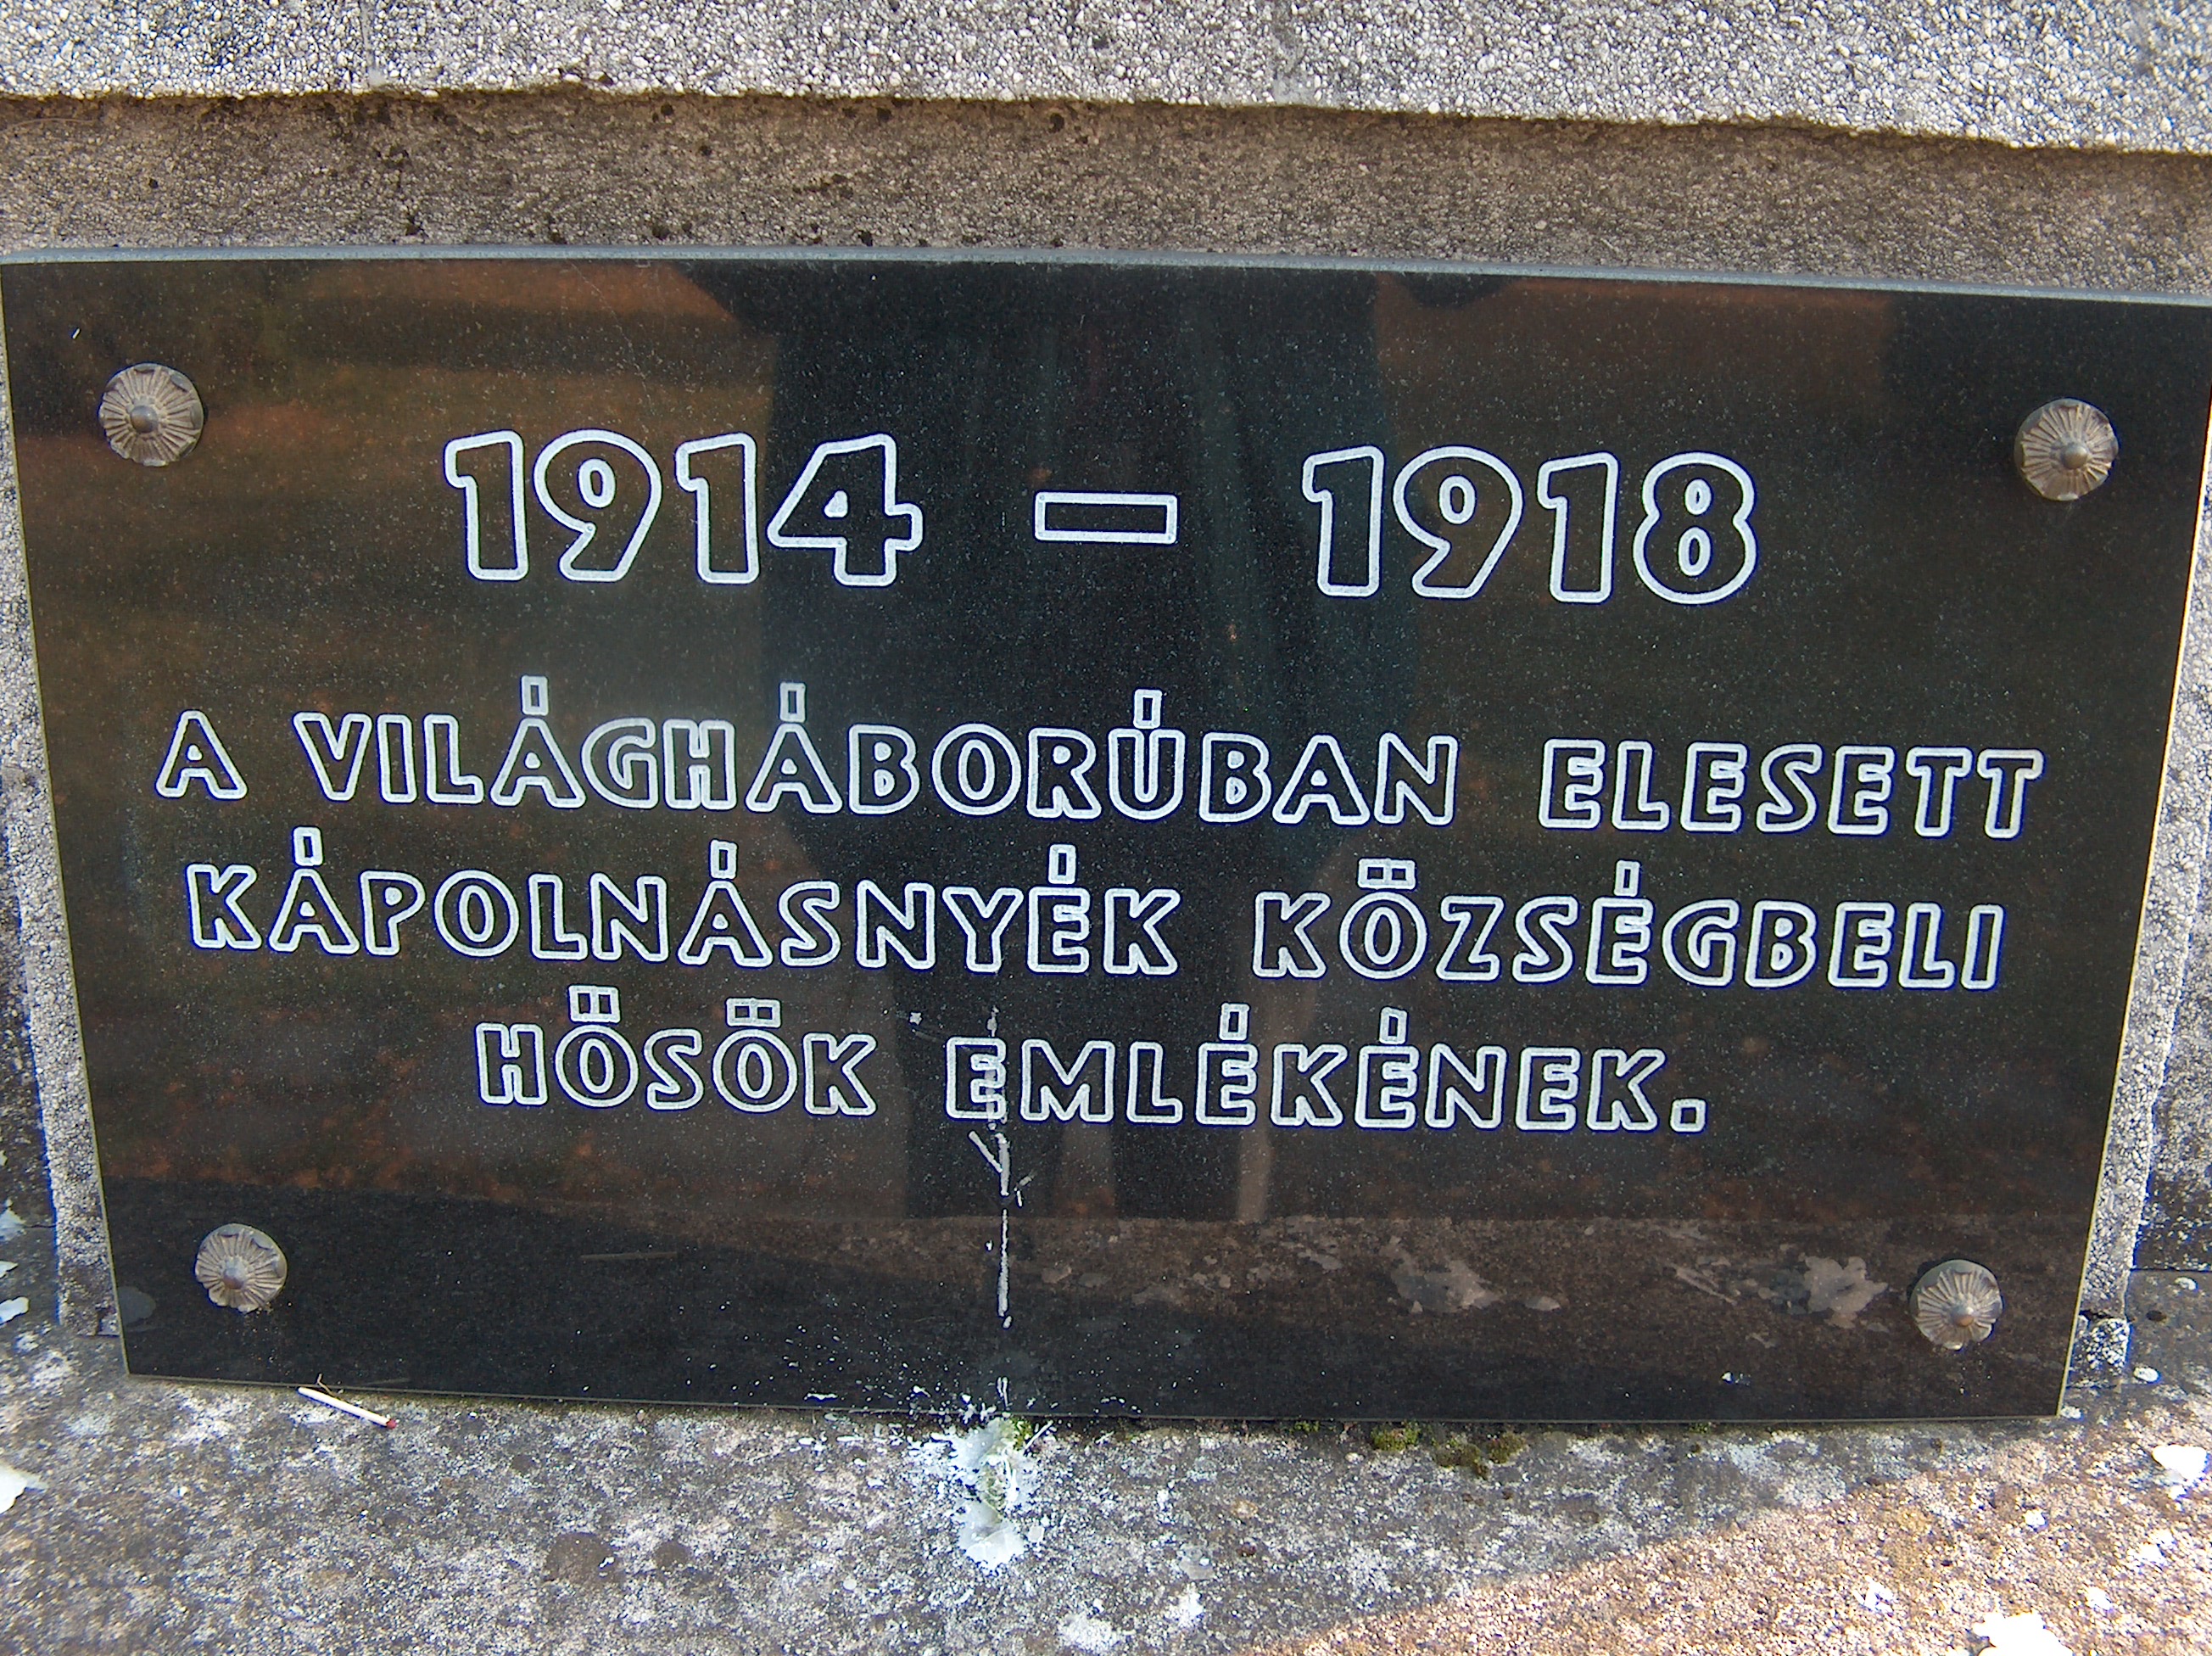 1914 – 1918
A VILÁGHÁBORÚBAN ELESETT
KÁPOLNÁSNYÉK KÖZSÉGBELI
HŐSÖK EMLÉKÉNEK.